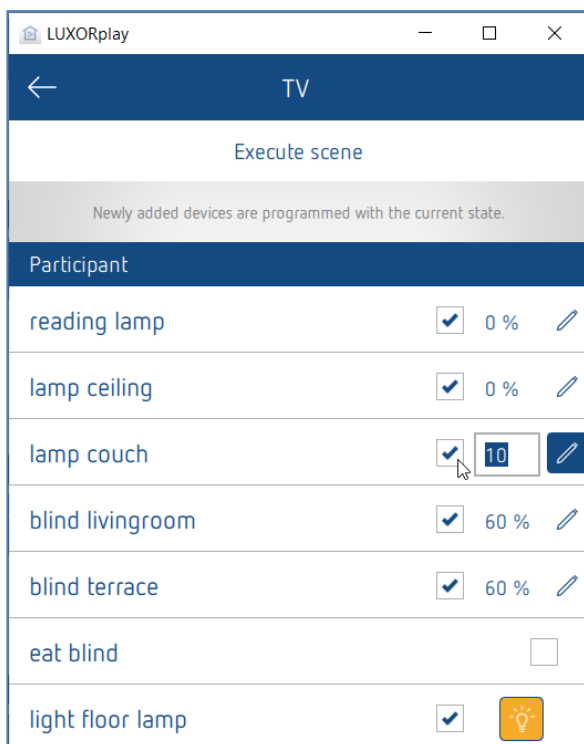 LUXORplay
TV
Execute scene
Newly added devices are programmed with the current state.
Participant
reading lamp 0 %
lamp ceiling 0 %
lamp couch 10
blind livingroom 60 %
blind terrace 60 %
eat blind
light floor lamp